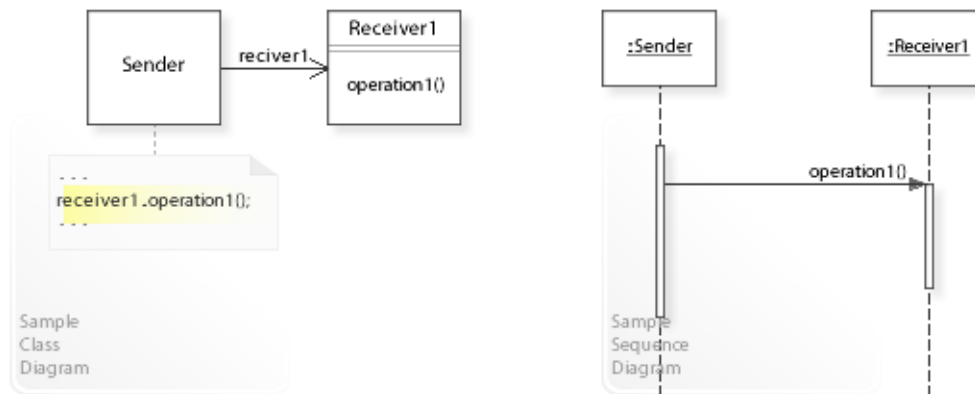 Sender
reciver1
Receiver1
operation1()
- - -
receiver1.operation1();
- - -
Sample
Class
Diagram
:Sender
:Receiver1
operation1()
Sample
Sequence
Diagram